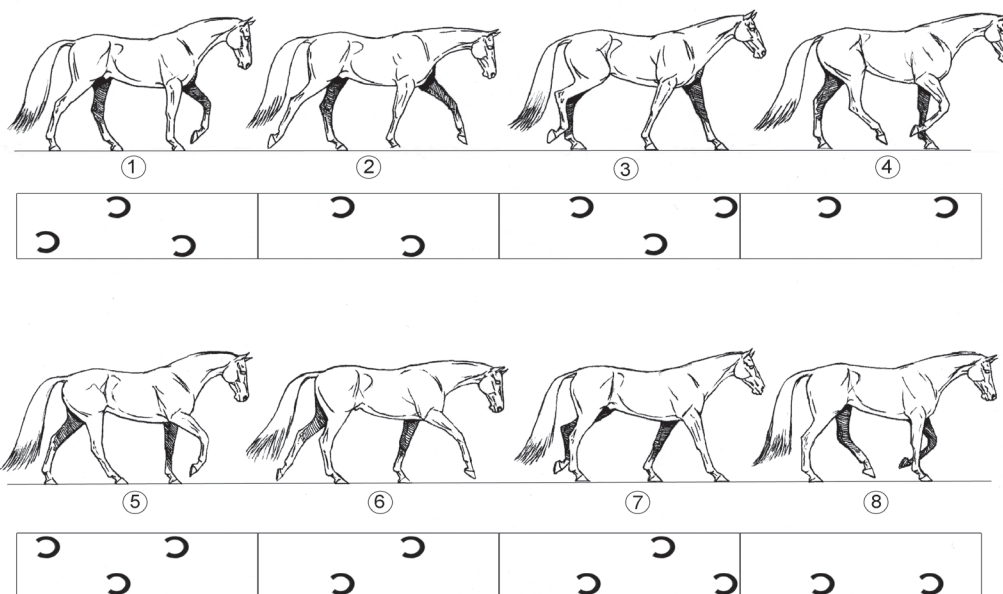 ① ② ③ ④
⑤ ⑥ ⑦ ⑧